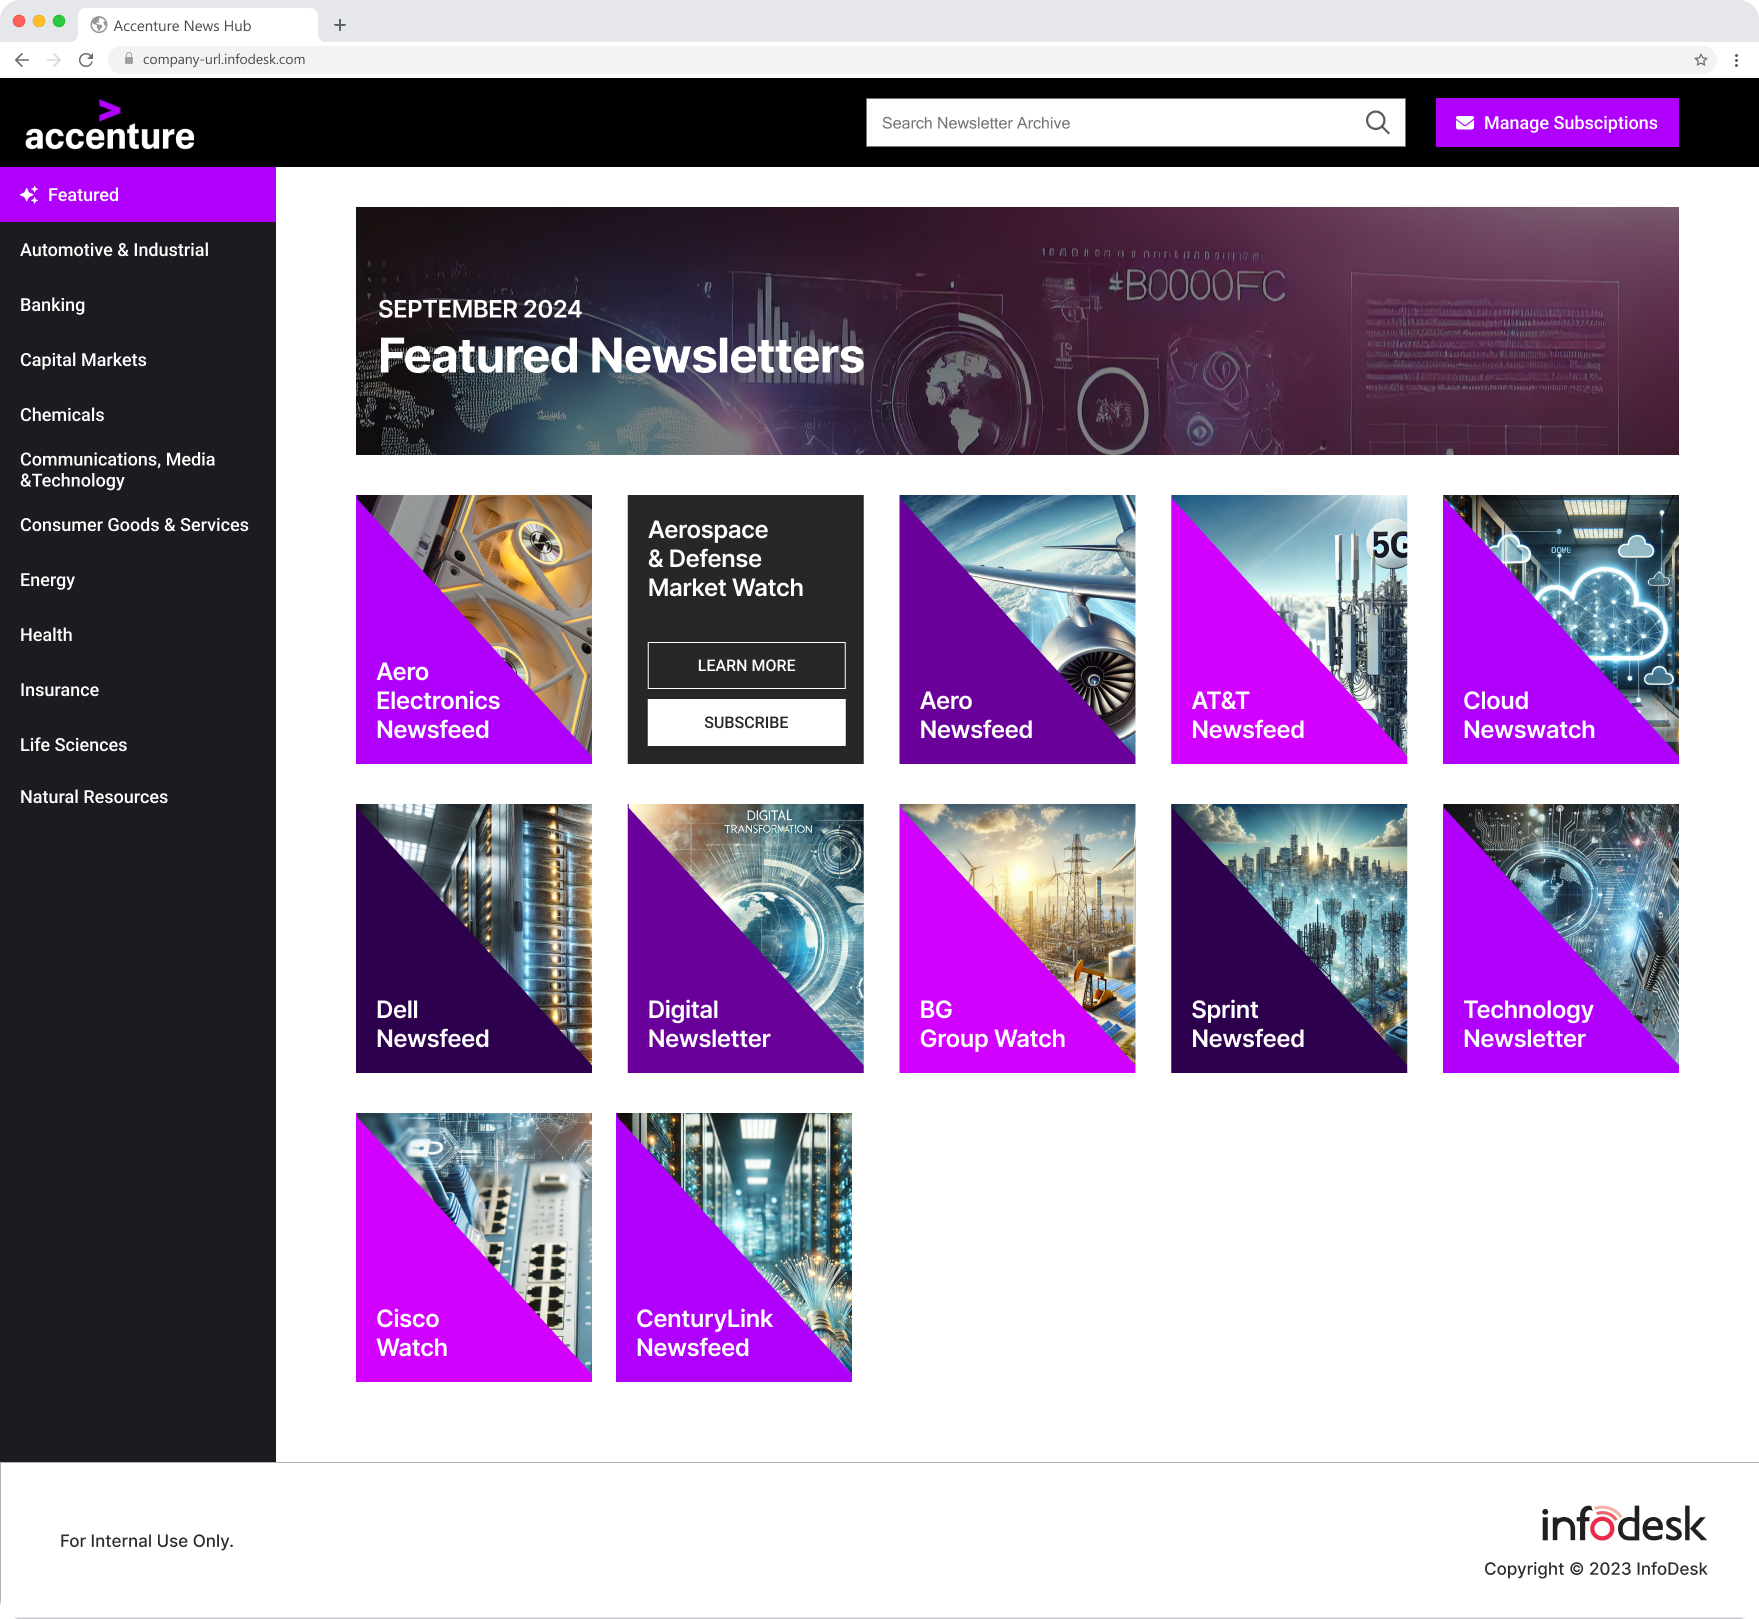 Accenture News Hub
company-url.infodesk.com
accenture
Search Newsletter Archive
Manage Subsciptions
Featured
Automotive & Industrial
Banking
Capital Markets
Chemicals
Communications, Media
&Technology
Consumer Goods & Services
Energy
Health
Insurance
Life Sciences
Natural Resources
#B0000FC
SEPTEMBER 2024
Featured Newsletters
Aero
Electronics
Newsfeed
Aerospace
& Defense
Market Watch
LEARN MORE
SUBSCRIBE
Aero
Newsfeed
5G
AT&T
Newsfeed
Cloud
Newswatch
Dell
Newsfeed
DIGITAL
TRANSFORMATION
Digital
Newsletter
BG
Group Watch
Sprint
Newsfeed
Technology
Newsletter
Cisco
Watch
CenturyLink
Newsfeed
For Internal Use Only.
infodesk
Copyright © 2023 InfoDesk